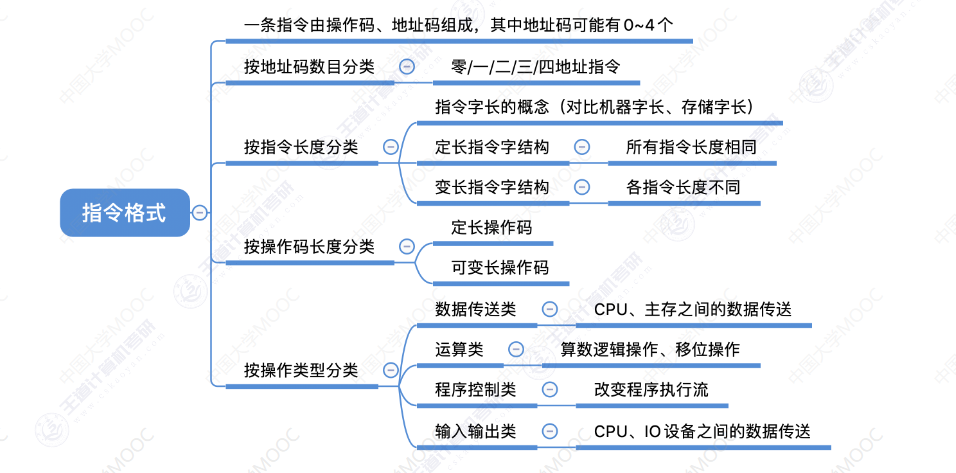 一条指令由操作码、地址码组成，其中地址码可能有0~4个
按地址码数目分类
零/一/二/三/四地址指令
指令字长的概念（对比机器字长、存储字长）
按指令长度分类
定长指令字结构
所有指令长度相同
变长指令字结构
各指令长度不同
指令格式
按操作码长度分类
定长操作码
可变长操作码
数据传送类
CPU、主存之间的数据传送
运算类
算数逻辑操作、移位操作
按操作类型分类
程序控制类
改变程序执行流
输入输出类
CPU、IO设备之间的数据传送
中国大学MOOC
王道计算机考研